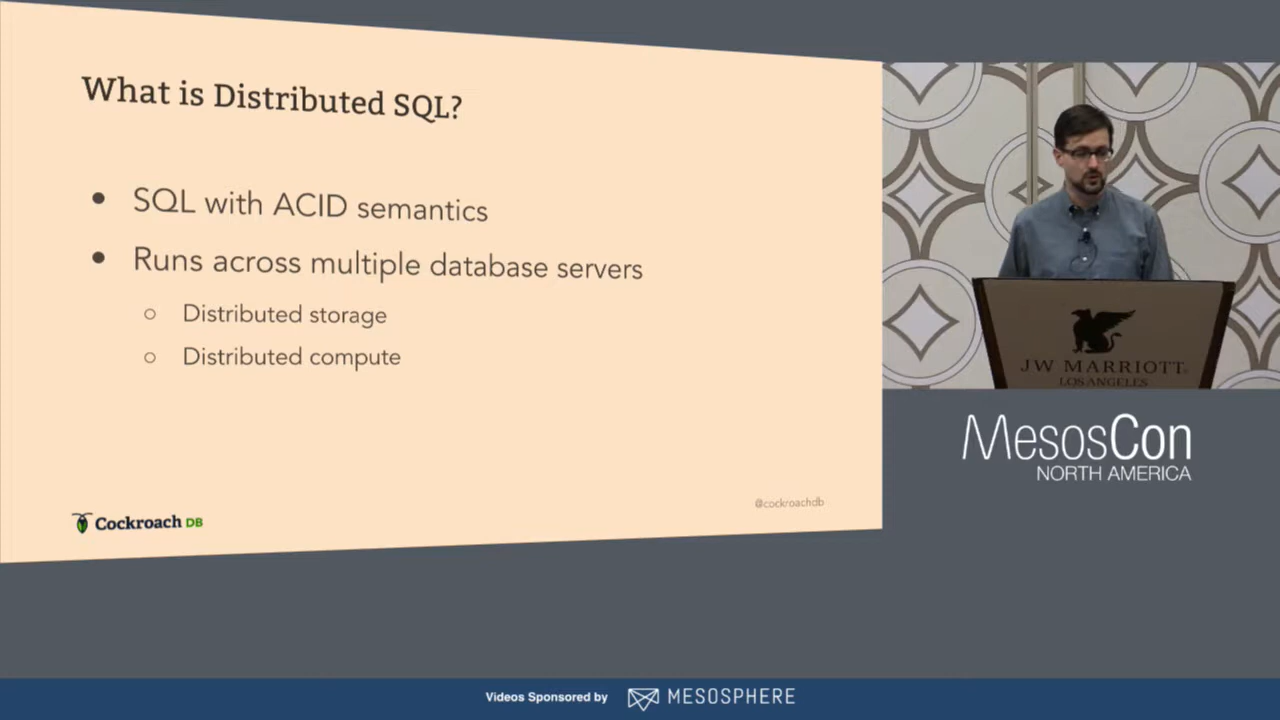 What is Distributed SQL?
• SQL with ACID semantics
• Runs across multiple database servers
○ Distributed storage
○ Distributed compute
Cockroach DB
@cockroachdb
JW MARRIOTT
LOS ANGELES
MesosCon
NORTH AMERICA
Videos Sponsored by MESOSPHERE